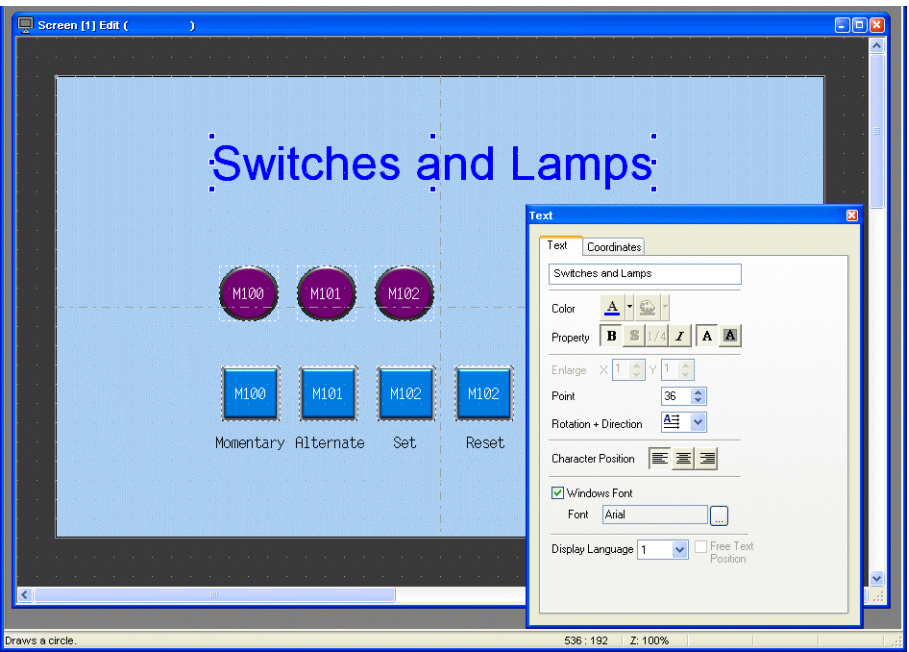 Screen [1] Edit ( )
Switches and Lamps
Text
Text Coordinates
Switches and Lamps
Color A
Property B S 1/4 I A A
Enlarge X 1 Y 1
Point 36
Rotation + Direction A
Character Position
Windows Font
Font Arial ...
Display Language 1 Free Text
Position
M100 M101 M102
M100 M101 M102 M102
Momentary Alternate Set Reset
Draws a circle. 536 : 192 Z: 100%